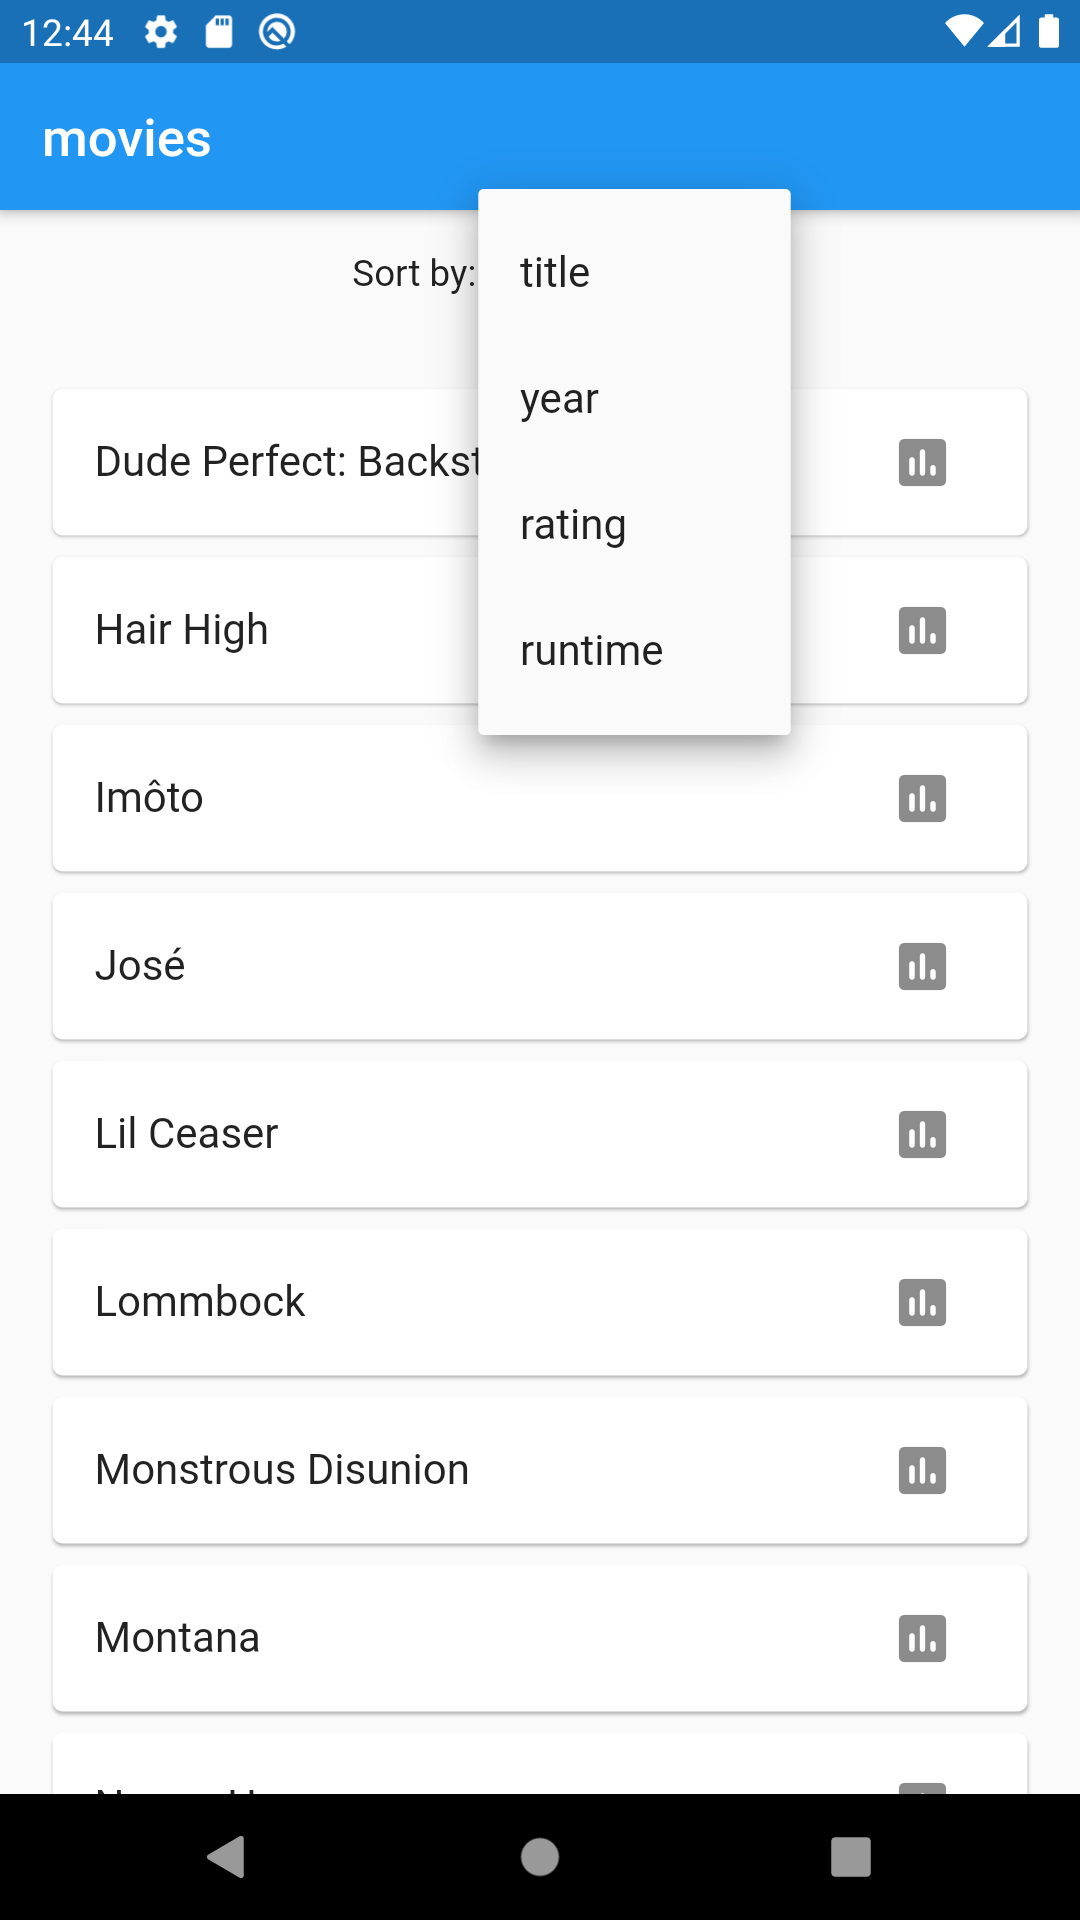 12:44
movies
Sort by:
title
year
rating
runtime
Dude Perfect: Backst
Hair High
Imôto
José
Lil Ceaser
Lommbock
Monstrous Disunion
Montana